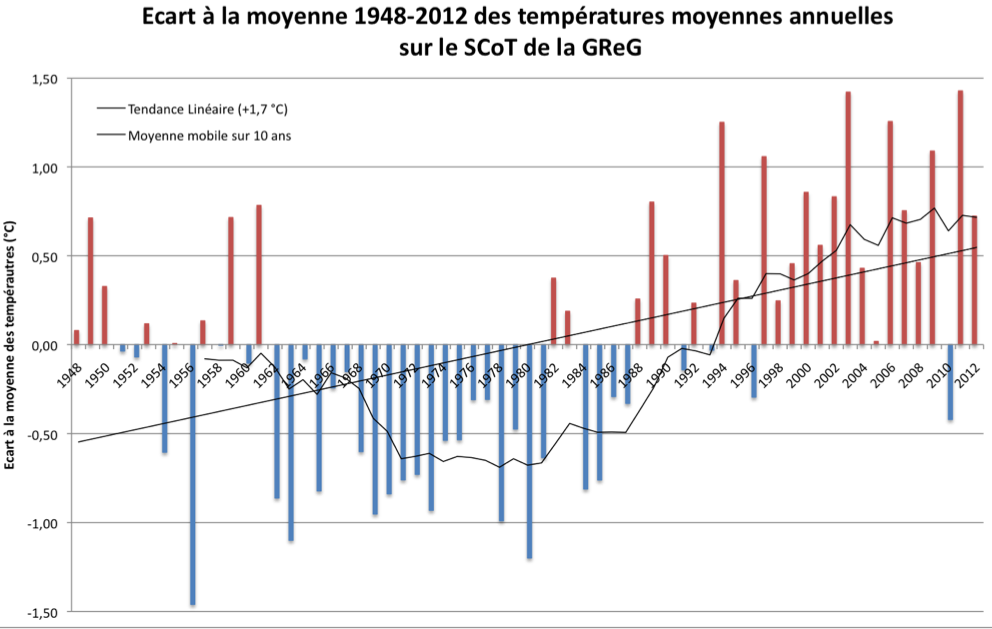 Ecart à la moyenne 1948-2012 des températures moyennes annuelles
sur le SCoT de la GReG
Ecart à la moyenne des tempérautres (°C)
1,50
1,00
0,50
0,00
-0,50
-1,00
-1,50
Tendance Linéaire (+1,7 °C)
Moyenne mobile sur 10 ans
1948 1950 1952 1954 1956 1958 1960 1962 1964 1966 1968 1970 1972 1974 1976 1978 1980 1982 1984 1986 1988 1990 1992 1994 1996 1998 2000 2002 2004 2006 2008 2010 2012